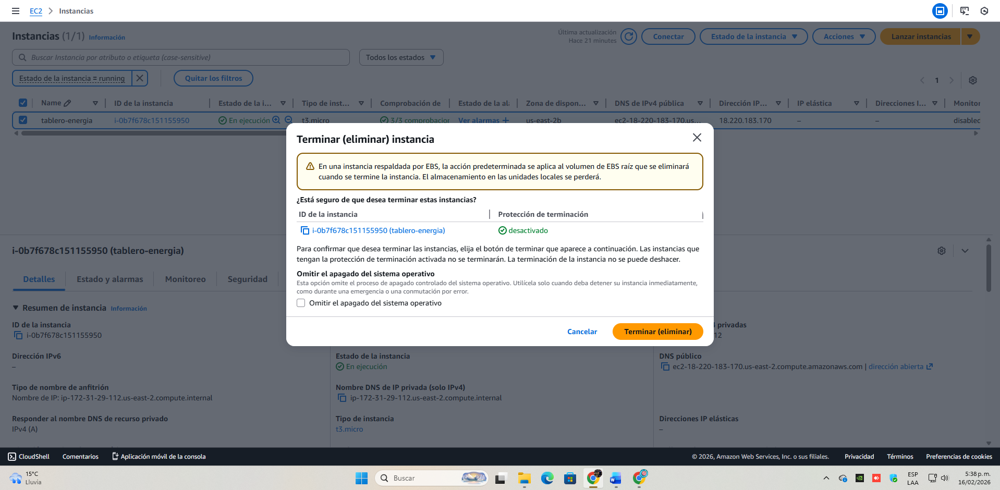 EC2 > Instancias
Instancias (1/1) Información
Última actualización
Hace 21 minutes
Conectar
Estado de la instancia
Acciones
Lanzar instancias
Buscar Instancia por atributo o etiqueta (case-sensitive)
Todos los estados
Estado de la instancia = running
Quitar los filtros
1
Name
ID de la instancia
Estado de la i...
Tipo de inst...
Comprobación de
Estado de la al
Zona de dispon...
DNS de IPv4 pública
Dirección IP...
IP elástica
Direcciones I...
Monitor
tablero-energia
i-0b7f678c151155950
En ejecución
t3.micro
3/3 comprobacion
Ver alarmas +
us-east-2b
ec2-18-220-183-170.us...
18.220.183.170
–
–
disabled
Terminar (eliminar) instancia
En una instancia respaldada por EBS, la acción predeterminada se aplica al volumen de EBS raíz que se eliminará
cuando se termine la instancia. El almacenamiento en las unidades locales se perderá.
¿Está seguro de que desea terminar estas instancias?
ID de la instancia
Protección de terminación
i-0b7f678c151155950 (tablero-energia)
desactivado
Para confirmar que desea terminar las instancias, elija el botón de terminar que aparece a continuación. Las instancias que
tengan la protección de terminación activada no se terminarán. La terminación de la instancia no se puede deshacer.
Omitir el apagado del sistema operativo
Esta opción omite el proceso de apagado controlado del sistema operativo. Utilícela solo cuando deba detener su instancia inmediatamente,
como durante una emergencia o una conmutación por error.
Omitir el apagado del sistema operativo
Cancelar
Terminar (eliminar)
i-0b7f678c151155950 (tablero-energia)
Detalles
Estado y alarmas
Monitoreo
Seguridad
Resumen de instancia Información
ID de la instancia
i-0b7f678c151155950
privadas
12
Dirección IPv6
–
Estado de la instancia
En ejecución
DNS público
ec2-18-220-183-170.us-east-2.compute.amazonaws.com | dirección abierta
Tipo de nombre de anfitrión
Nombre de IP: ip-172-31-29-112.us-east-2.compute.internal
Nombre DNS de IP privada (solo IPv4)
ip-172-31-29-112.us-east-2.compute.internal
Responder al nombre DNS de recurso privado
IPv4 (A)
Tipo de instancia
t3.micro
Direcciones IP elásticas
–
CloudShell
Comentarios
Aplicación móvil de la consola
© 2026, Amazon Web Services, Inc. o sus filiales.
Privacidad
Términos
Preferencias de cookies
15°C
Lluvia
Buscar
ESP
LAA
5:38 p. m.
16/02/2026